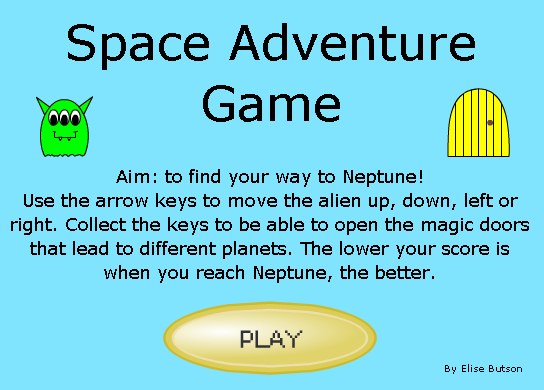 Space Adventure
Game
Aim: to find your way to Neptune!
Use the arrow keys to move the alien up, down, left or
right. Collect the keys to be able to open the magic doors
that lead to different planets. The lower your score is
when you reach Neptune, the better.
PLAY
By Elise Butson